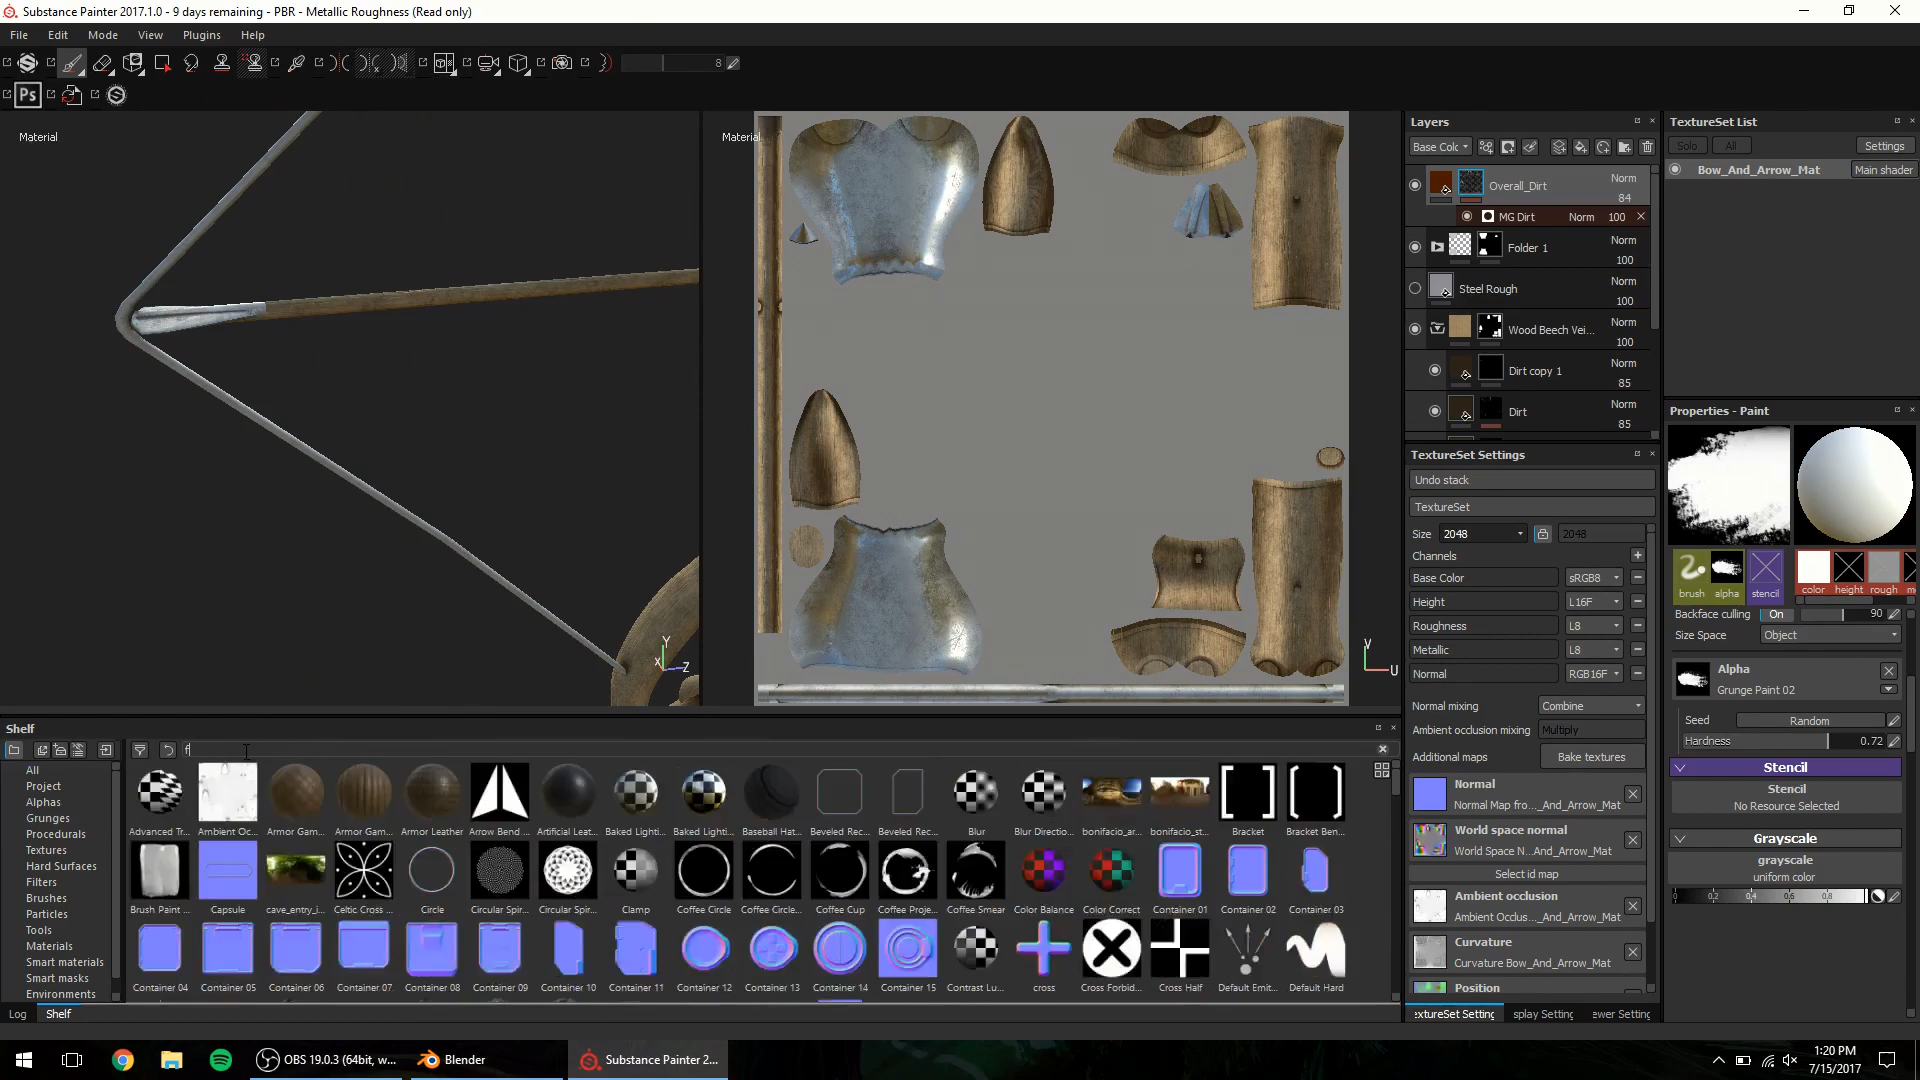 Substance Painter 2017.1.0 - 9 days remaining - PBR - Metallic Roughness (Read only)
File Edit Mode View Plugins Help
8
Ps
Material
Material
Y
X
Z
V
U
Layers
Base Colc
Overall_Dirt Norm 84
MG Dirt Norm 100
Folder 1 Norm 100
Steel Rough Norm 100
Wood Beech Vei... Norm 100
Dirt copy 1 Norm 85
Dirt Norm 85
TextureSet List
Solo All Settings
Bow_And_Arrow_Mat Main shader
TextureSet Settings
Undo stack
TextureSet
Size 2048 2048
Channels
Base Color sRGB8
Height L16F
Roughness L8
Metallic L8
Normal RGB16F
Normal mixing Combine
Ambient occlusion mixing Multiply
Additional maps Bake textures
Normal
Normal Map fro..._And_Arrow_Mat
World space normal
World Space N...And_Arrow_Mat
Select id map
Ambient occlusion
Ambient Occlus..._And_Arrow_Mat
Curvature
Curvature Bow_And_Arrow_Mat
Position
extureSet Setting splay Setting ewer Setting
Properties - Paint
brush alpha stencil color height rough m
Backface culling On 90
Size Space Object
Alpha
Grunge Paint 02
Seed Random
Hardness 0.72
Stencil
Stencil
No Resource Selected
Grayscale
grayscale
uniform color
0.2 0.4 0.6 0.8
Shelf
f
All
Project
Alphas
Grunges
Procedurals
Textures
Hard Surfaces
Filters
Brushes
Particles
Tools
Materials
Smart materials
Smart masks
Environments
Advanced Tr... Ambient Oc... Armor Gam... Armor Gam... Armor Leather Arrow Bend ... Artificial Leat... Baked Lighti... Baked Lighti... Baseball Hat... Beveled Rec... Beveled Rec... Blur Blur Directio... bonifacio_ar... bonifacio_st... Bracket Bracket Ben...
Brush Paint ... Capsule cave_entry_i... Celtic Cross ... Circle Circular Spir... Circular Spir... Clamp Coffee Circle Coffee Circle... Coffee Cup Coffee Proje... Coffee Smear Color Balance Color Correct Container 01 Container 02 Container 03
Container 04 Container 05 Container 06 Container 07 Container 08 Container 09 Container 10 Container 11 Container 12 Container 13 Container 14 Container 15 Contrast Lu... cross Cross Forbid... Cross Half Default Emit... Default Hard
Log Shelf
OBS 19.0.3 (64bit, w... Blender Substance Painter 2...
1:20 PM
7/15/2017